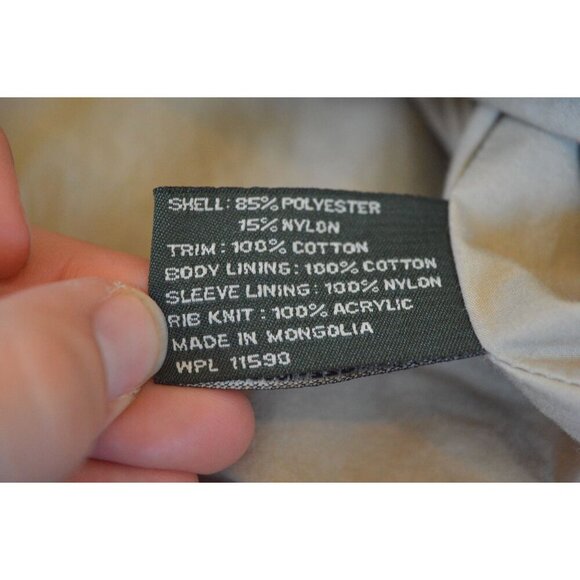 SHELL: 85% POLYESTER
15% NYLON
TRIM: 100% COTTON
BODY LINING: 100% COTTON
SLEEVE LINING: 100% NYLON
RIB KNIT: 100% ACRYLIC
MADE IN MONGOLIA
WPL 11590